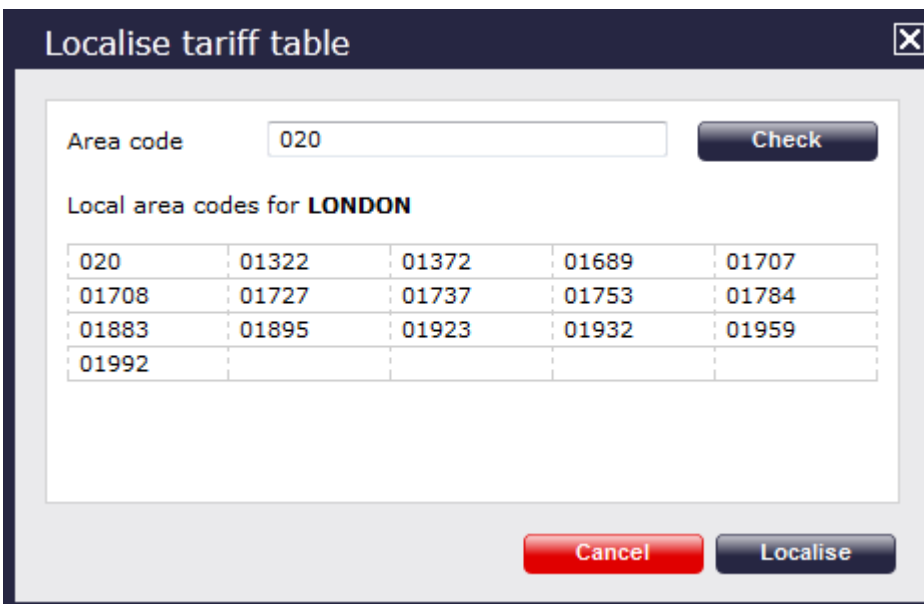 Localise tariff table
Area code 020 Check
Local area codes for LONDON
020 01322 01372 01689 01707
01708 01727 01737 01753 01784
01883 01895 01923 01932 01959
01992
Cancel Localise